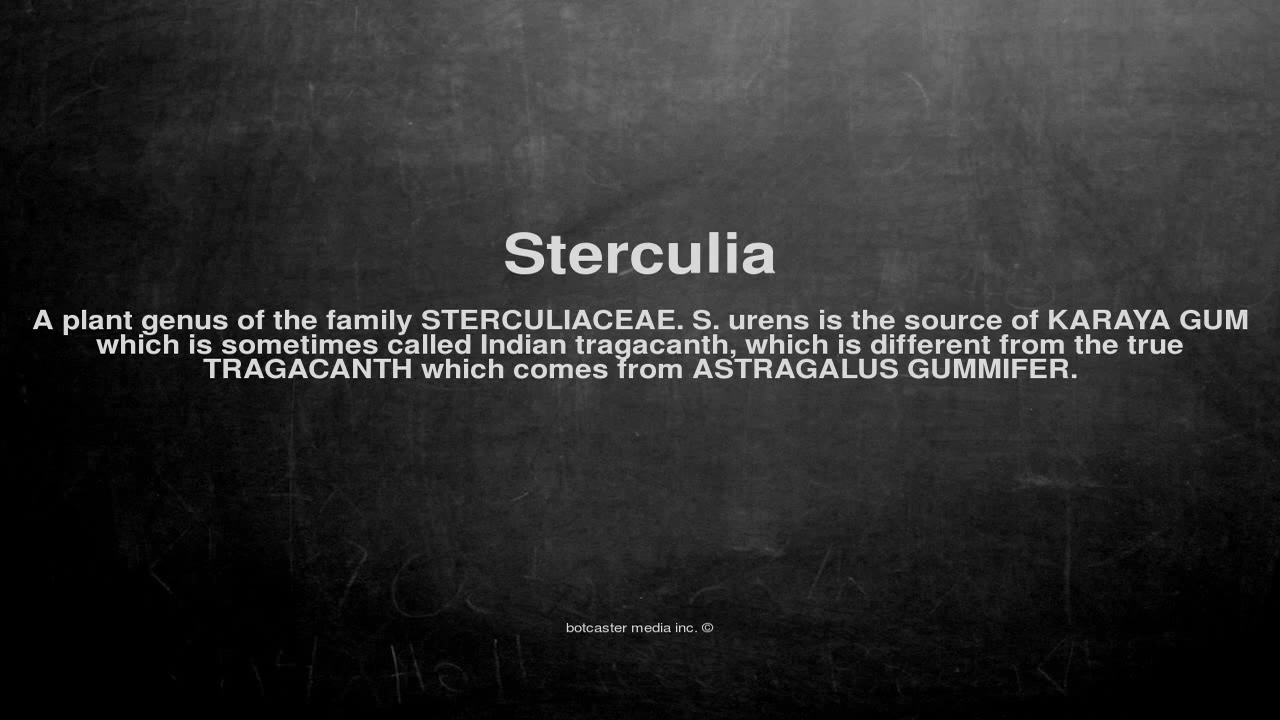 Sterculia
A plant genus of the family STERCULIACEAE. S. urens is the source of KARAYA GUM
which is sometimes called Indian tragacanth, which is different from the true
TRAGACANTH which comes from ASTRAGALUS GUMMIFER.
botcaster media inc. ©